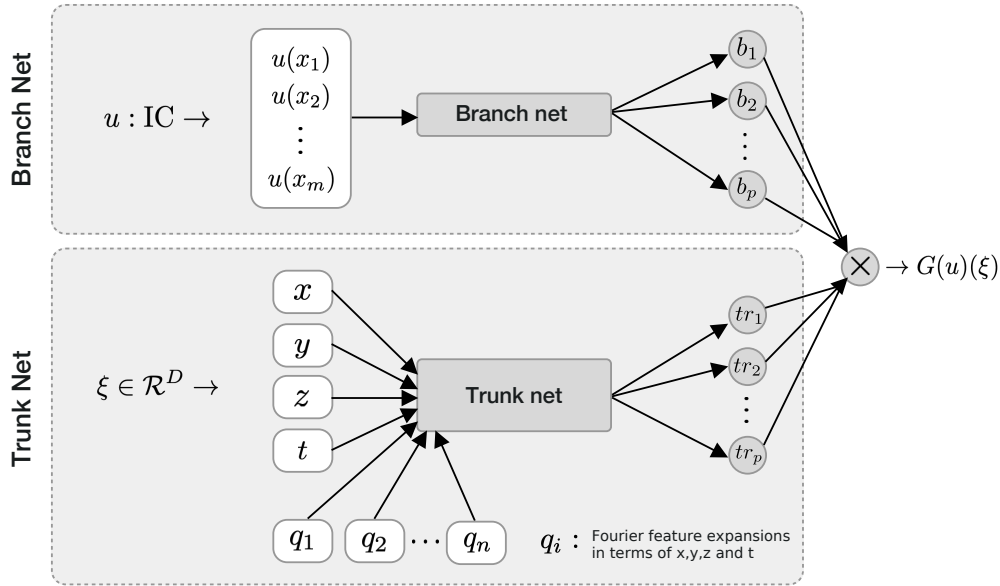 Branch Net
u : IC →
u(x₁)
u(x₂)
⋮
u(xₘ)
Branch net
b₁
b₂
⋮
bₚ
× → G(u)(ξ)
Trunk Net
ξ ∈ ℛᴰ →
x
y
z
t
Trunk net
tr₁
tr₂
⋮
trₚ
q₁ q₂ ⋯ qₙ
qᵢ : Fourier feature expansions
in terms of x,y,z and t